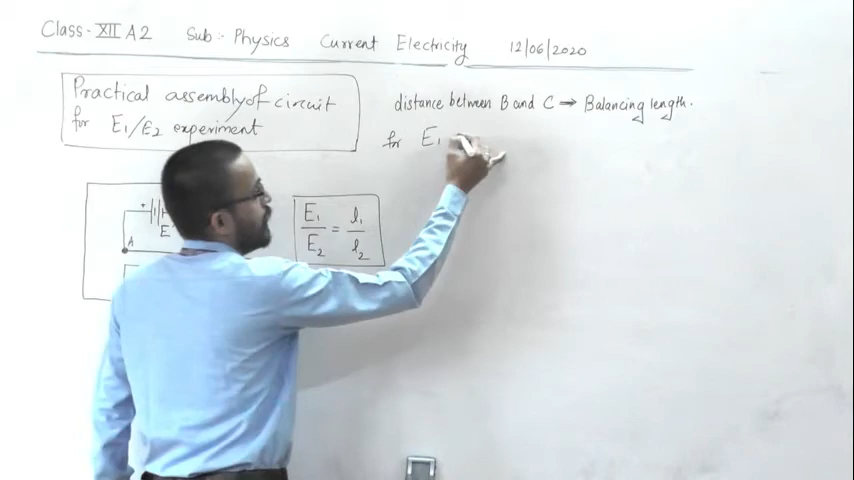 Class-XII A2 Sub:- Physics Current Electricity 12/06/2020
Practical assembly of circuit
for E₁/E₂ experiment
distance between B and C ⇒ Balancing length.
for E₁
+
E
A
E₁/E₂ = l₁/l₂